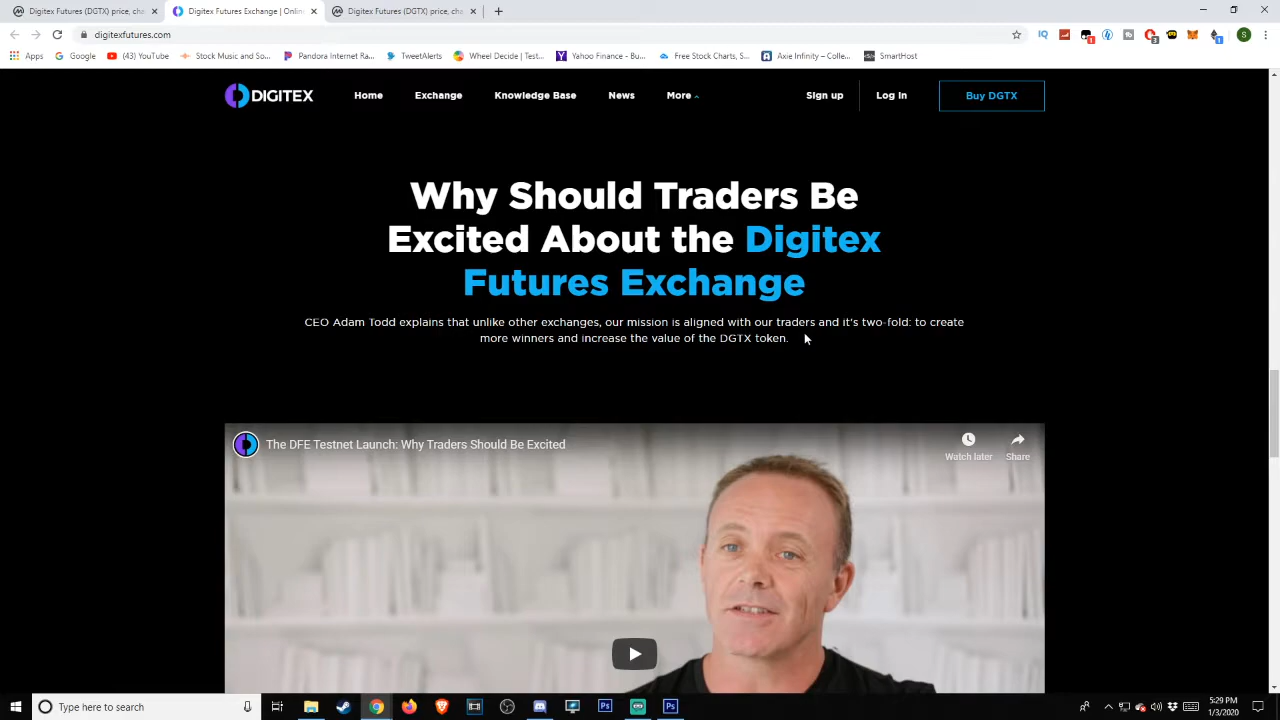 Digitex Futures (DGTX) price, cha
Digitex Futures Exchange | Onlin
Digitex Futures (DGTX) price, cha
digitexfutures.com
Apps
Google
(43) YouTube
Stock Music and So...
Pandora Internet Ra...
TweetAlerts
Wheel Decide | Test...
Yahoo Finance - Bu...
Free Stock Charts, S...
Axie Infinity – Colle...
SmartHost
DIGITEX
Home
Exchange
Knowledge Base
News
More
Sign up
Log In
Buy DGTX
Why Should Traders Be
Excited About the Digitex
Futures Exchange
CEO Adam Todd explains that unlike other exchanges, our mission is aligned with our traders and it's two-fold: to create
more winners and increase the value of the DGTX token.
The DFE Testnet Launch: Why Traders Should Be Excited
Watch later
Share
Type here to search
5:29 PM
1/3/2020